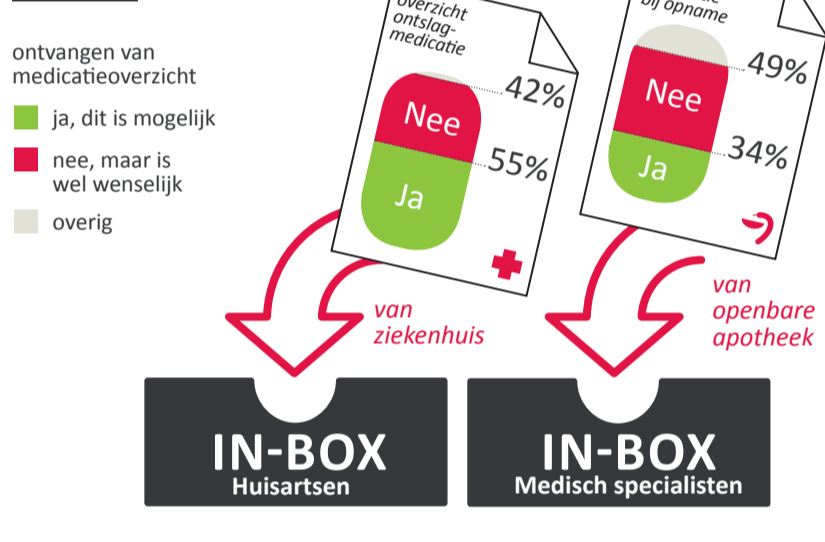 overzicht
ontslag-
medicatie
bij opname
ontvangen van
medicatieoverzicht
ja, dit is mogelijk
nee, maar is
wel wenselijk
overig
Nee
42%
Ja
55%
Nee
49%
Ja
34%
van
ziekenhuis
van
openbare
apotheek
IN-BOX
Huisartsen
IN-BOX
Medisch specialisten